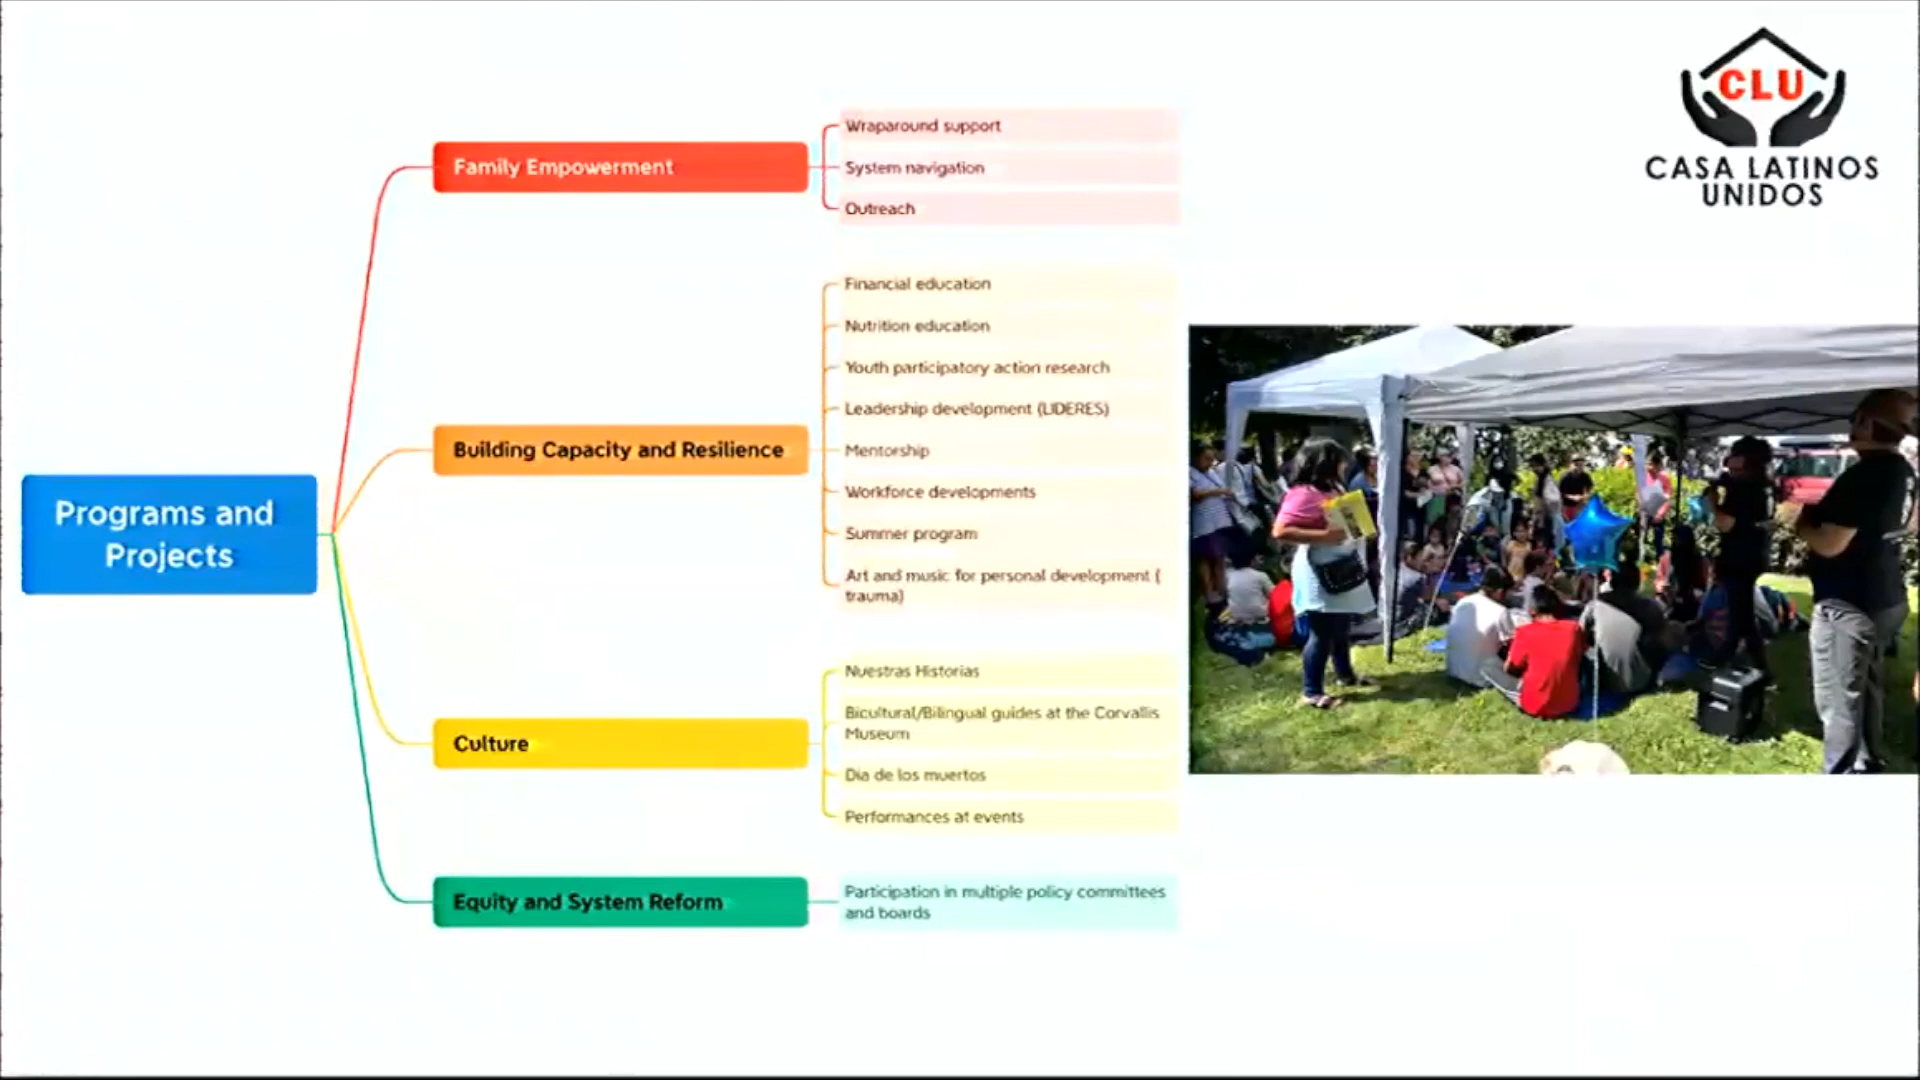 CLU
CASA LATINOS
UNIDOS
Programs and
Projects
Family Empowerment
Wraparound support
System navigation
Outreach
Building Capacity and Resilience
Financial education
Nutrition education
Youth participatory action research
Leadership development (LIDERES)
Mentorship
Workforce developments
Summer program
Art and music for personal development (
trauma)
Culture
Nuestras Historias
Bicultural/Bilingual guides at the Corvallis
Museum
Dia de los muertos
Performances at events
Equity and System Reform
Participation in multiple policy committees
and boards